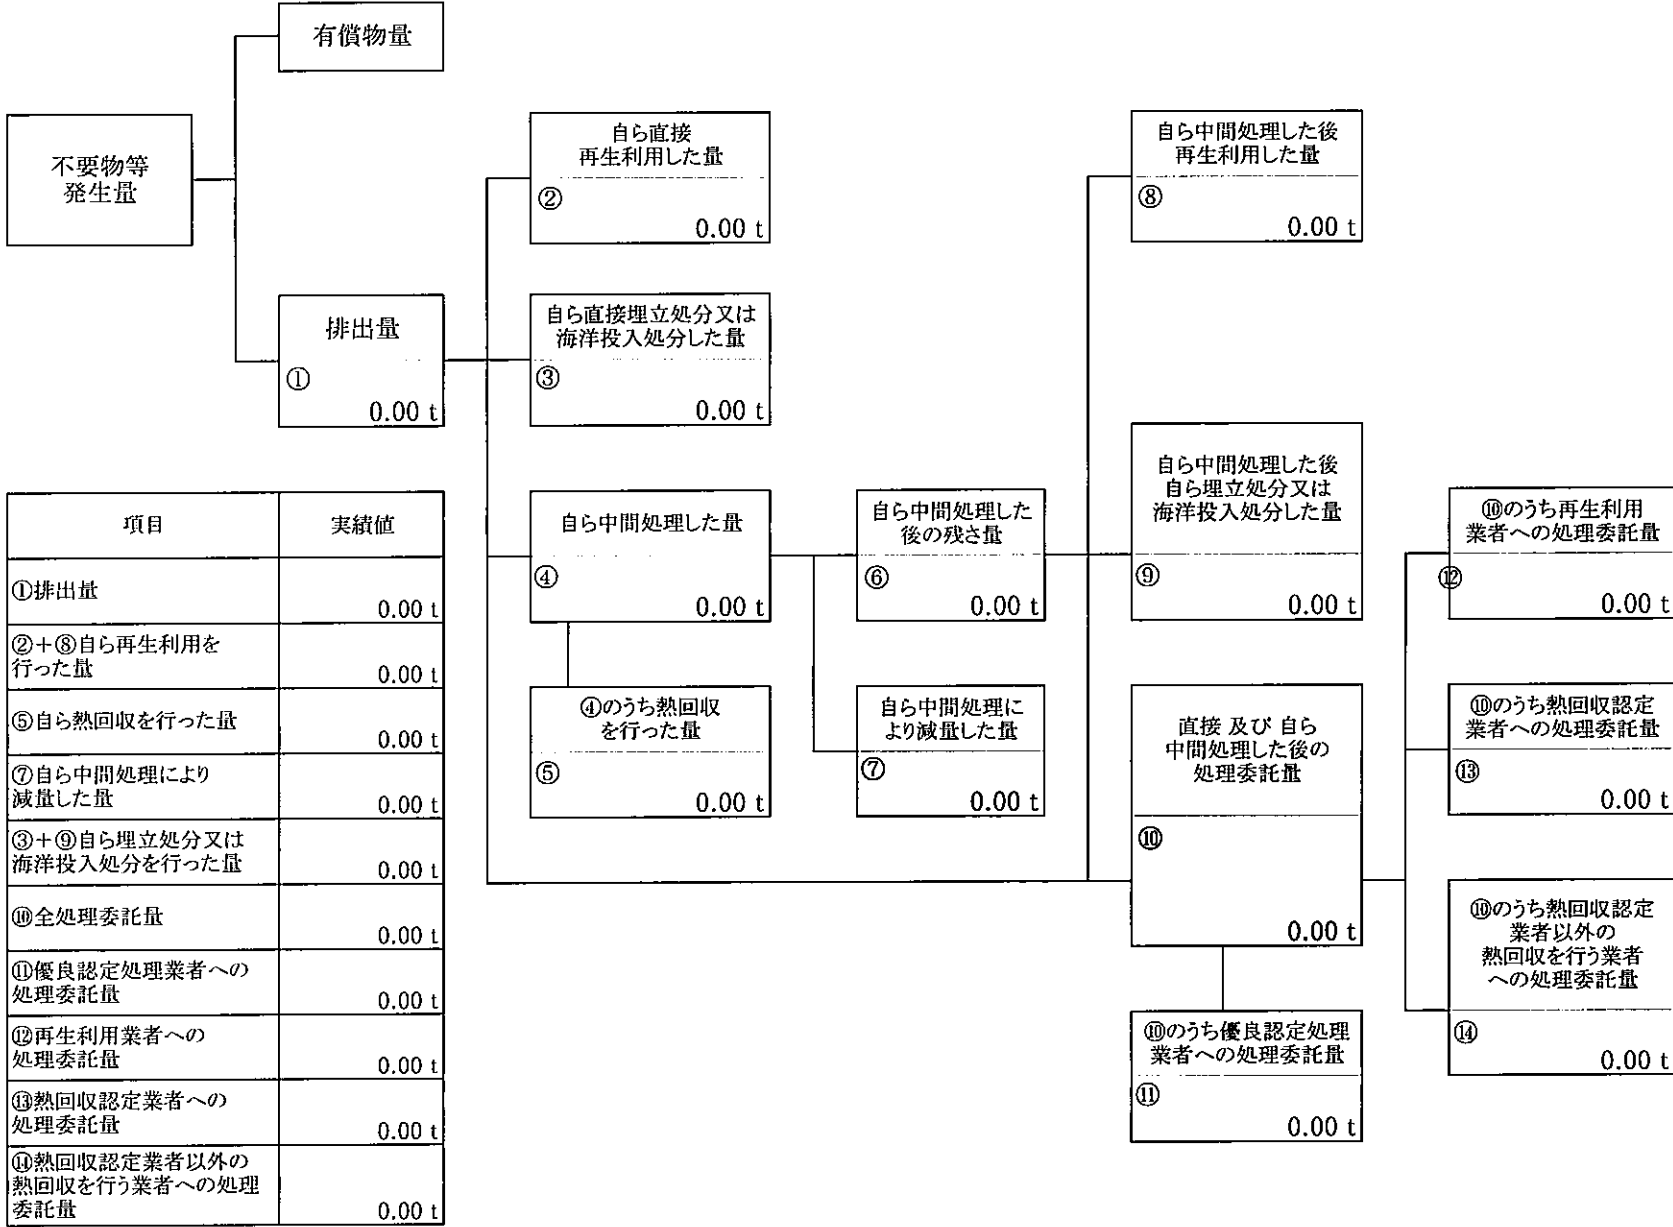 有償物量
不要物等
発生量
排出量
①
0.00 t
自ら直接
再生利用した量
②
0.00 t
自ら直接埋立処分又は
海洋投入処分した量
③
0.00 t
自ら中間処理した量
④
0.00 t
④のうち熱回収
を行った量
⑤
0.00 t
自ら中間処理した
後の残さ量
⑥
0.00 t
自ら中間処理に
より減量した量
⑦
0.00 t
自ら中間処理した後
再生利用した量
⑧
0.00 t
自ら中間処理した後
自ら埋立処分又は
海洋投入処分した量
⑨
0.00 t
直接 及び 自ら
中間処理した後の
処理委託量
⑩
0.00 t
⑩のうち優良認定処理
業者への処理委託量
⑪
0.00 t
⑩のうち再生利用
業者への処理委託量
⑫
0.00 t
⑩のうち熱回収認定
業者への処理委託量
⑬
0.00 t
⑩のうち熱回収認定
業者以外の
熱回収を行う業者
への処理委託量
⑭
0.00 t
項目 実績値
①排出量
0.00 t
②+⑧自ら再生利用を
行った量
0.00 t
⑤自ら熱回収を行った量
0.00 t
⑦自ら中間処理により
減量した量
0.00 t
③+⑨自ら埋立処分又は
海洋投入処分を行った量
0.00 t
⑩全処理委託量
0.00 t
⑪優良認定処理業者への
処理委託量
0.00 t
⑫再生利用業者への
処理委託量
0.00 t
⑬熱回収認定業者への
処理委託量
0.00 t
⑭熱回収認定業者以外の
熱回収を行う業者への処理
委託量
0.00 t